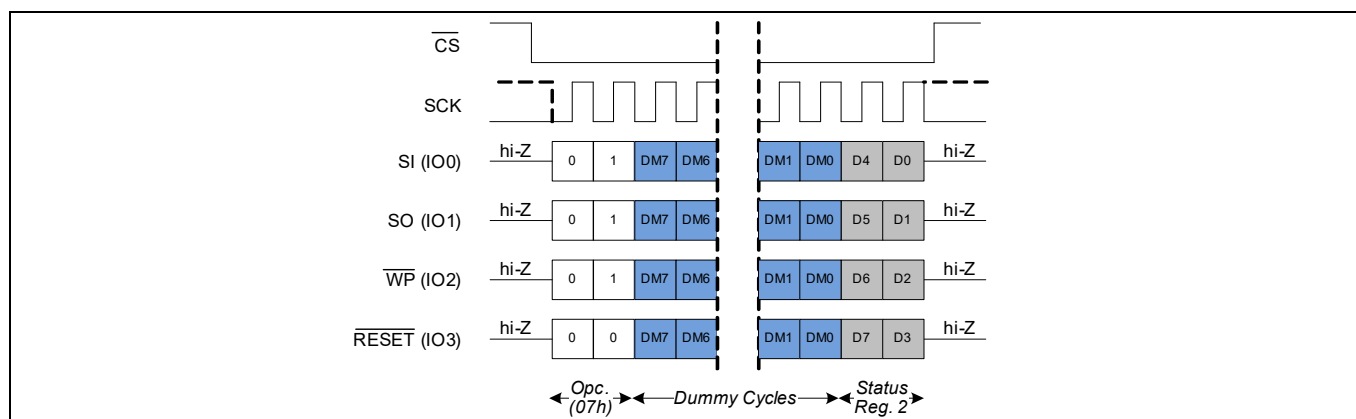 CS
SCK
SI (IO0) hi-Z 0 1 DM7 DM6 DM1 DM0 D4 D0 hi-Z
SO (IO1) hi-Z 0 1 DM7 DM6 DM1 DM0 D5 D1 hi-Z
WP (IO2) hi-Z 0 1 DM7 DM6 DM1 DM0 D6 D2 hi-Z
RESET (IO3) hi-Z 0 0 DM7 DM6 DM1 DM0 D7 D3 hi-Z
Opc. Dummy Cycles Status
(07h) Reg. 2